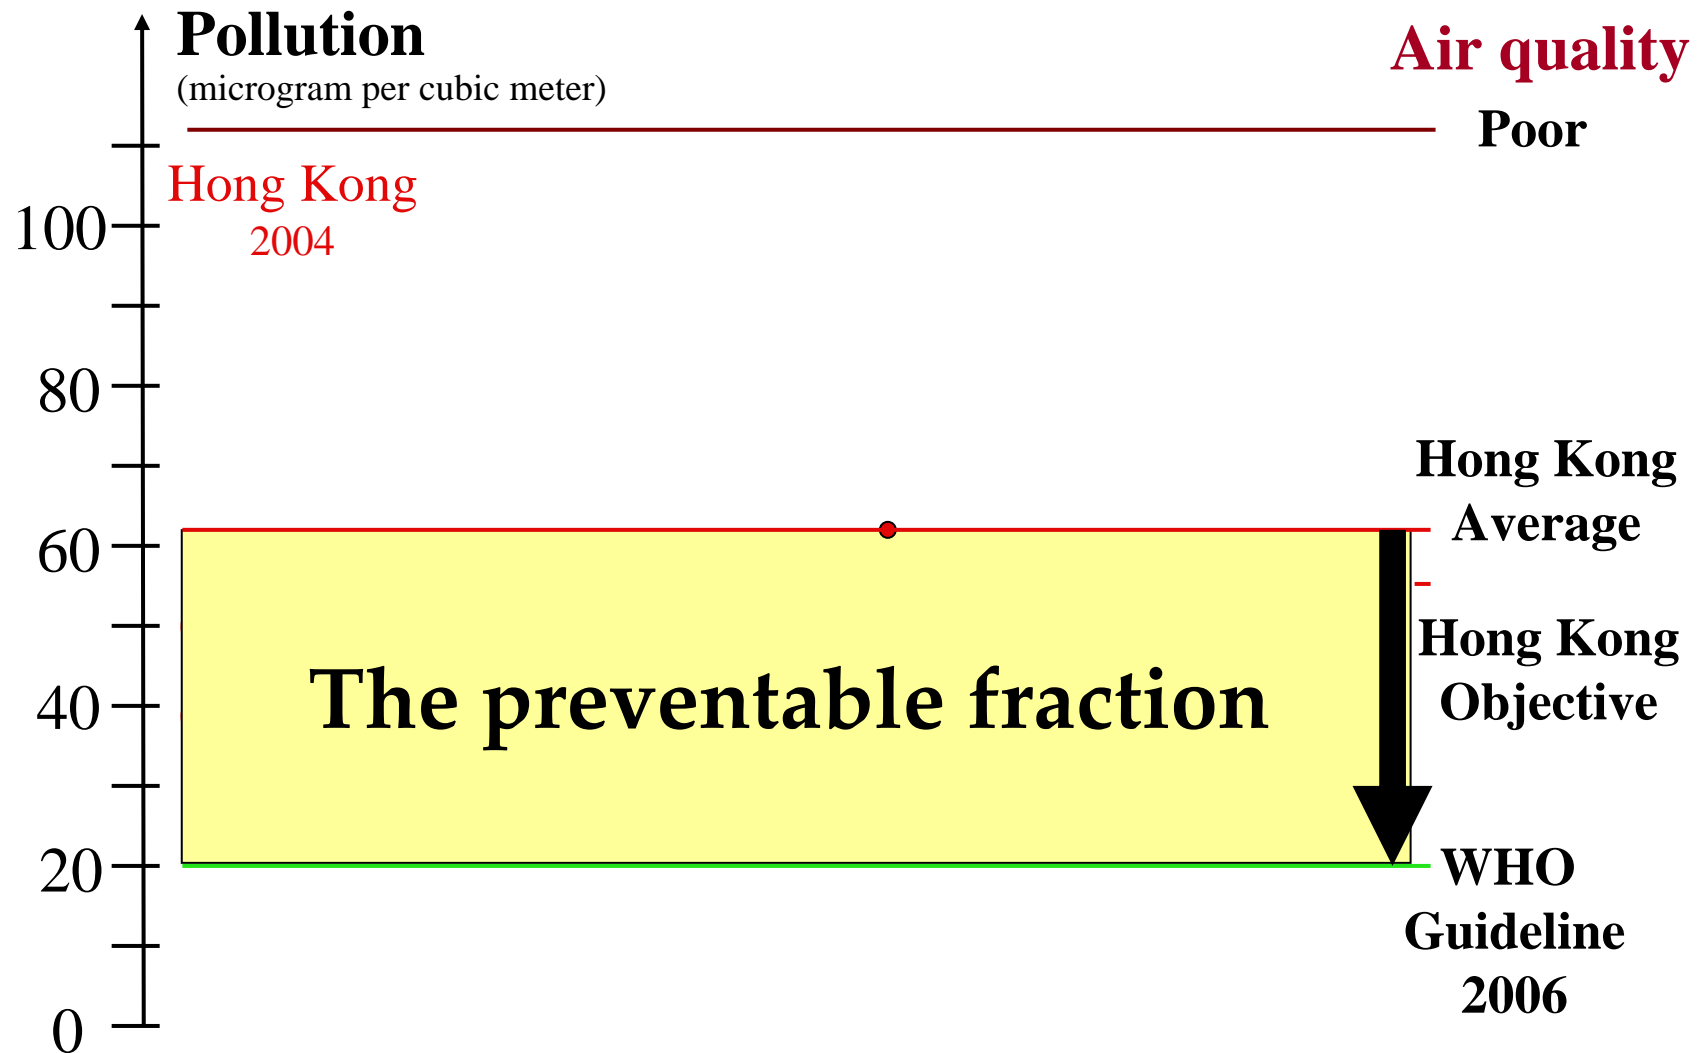 Pollution
(microgram per cubic meter)
Air quality
Poor
Hong Kong
2004
100
80
60
40
20
0
Hong Kong
Average
Hong Kong
Objective
The preventable fraction
WHO
Guideline
2006